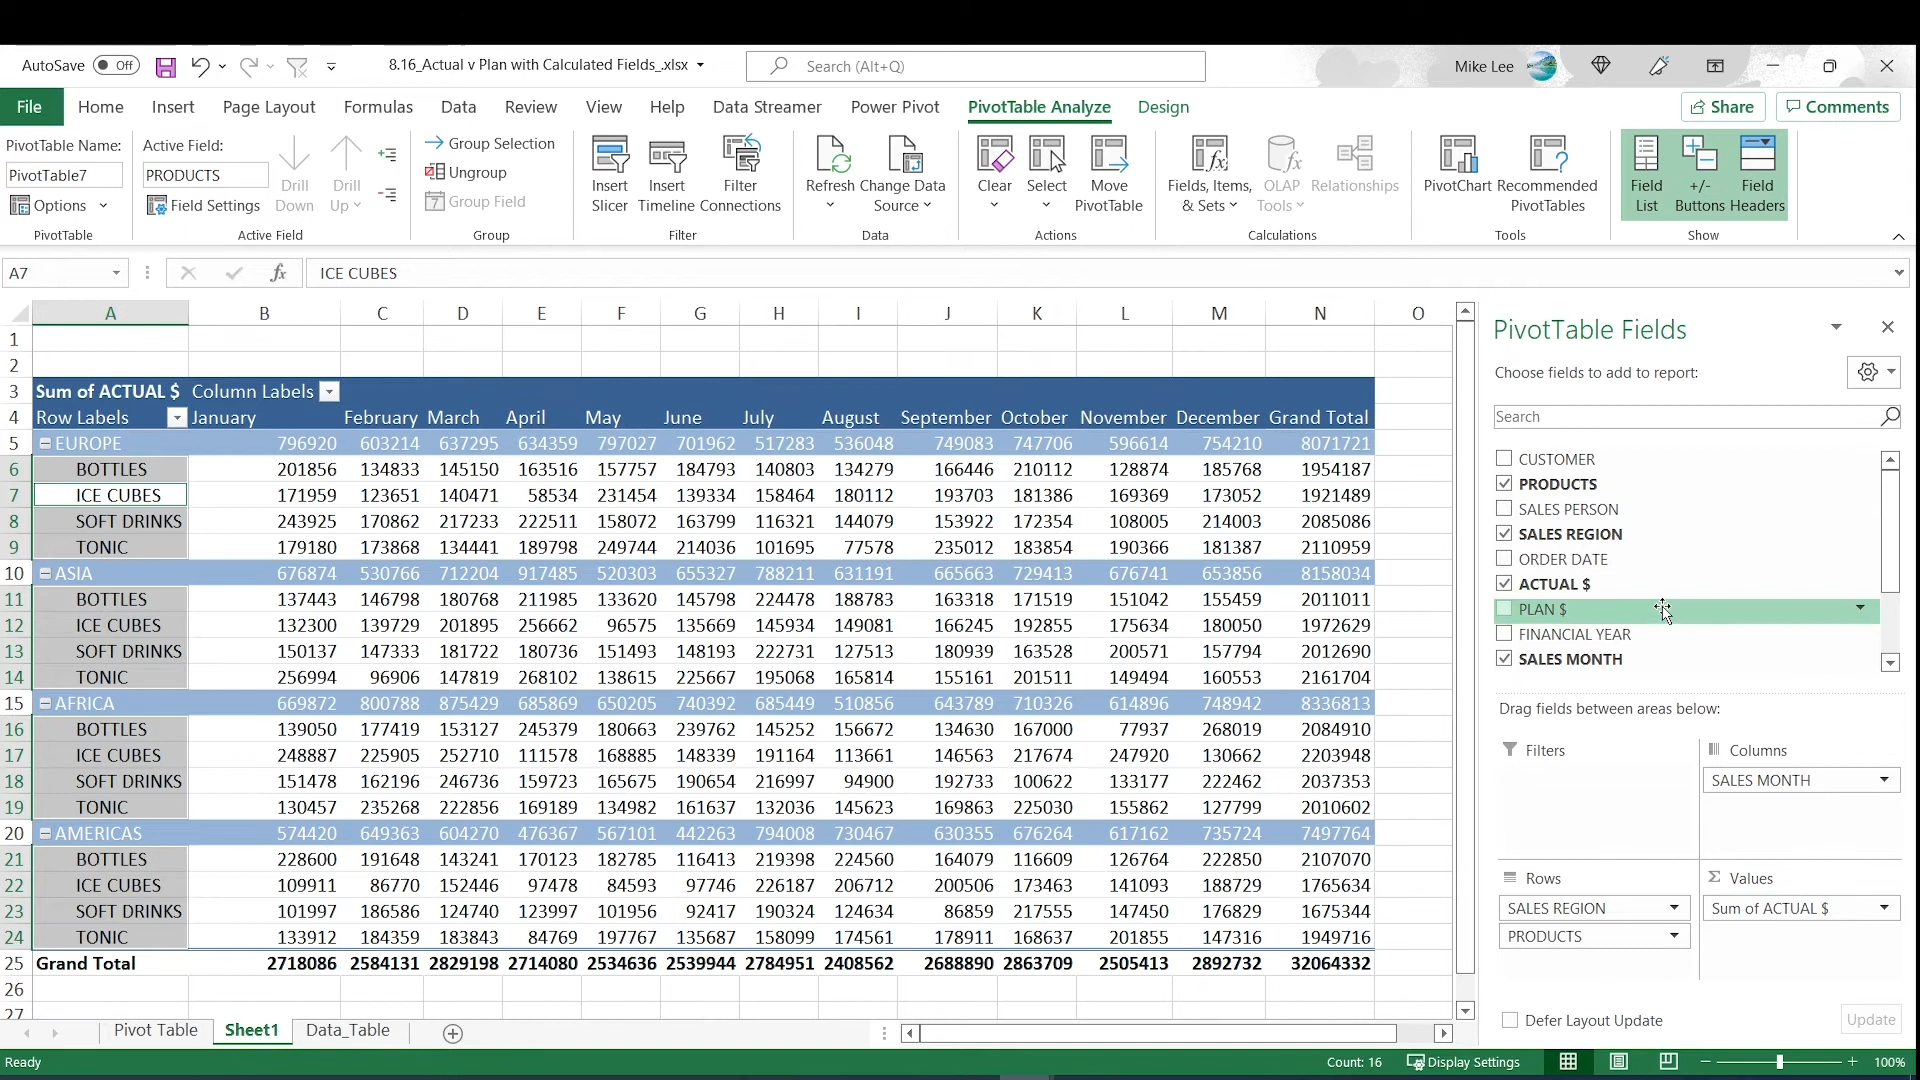 AutoSave Off 8.16_Actual v Plan with Calculated Fields_.xlsx Search (Alt+Q) Mike Lee
File Home Insert Page Layout Formulas Data Review View Help Data Streamer Power Pivot PivotTable Analyze Design Share Comments
PivotTable Name:
PivotTable7
Options
PivotTable
Active Field:
PRODUCTS
Field Settings
Drill Down
Drill Up
Active Field
Group Selection
Ungroup
7 Group Field
Group
Insert Slicer
Insert Timeline
Filter Connections
Filter
Refresh
Change Data Source
Data
Clear
Select
Move PivotTable
Actions
Fields, Items, & Sets
OLAP Tools
Relationships
Calculations
PivotChart
Recommended PivotTables
Tools
Field List
+/- Buttons
Field Headers
Show
A7 fx ICE CUBES
A B C D E F G H I J K L M N O
1
2
3 Sum of ACTUAL $ Column Labels
4 Row Labels January February March April May June July August September October November December Grand Total
5 EUROPE 796920 603214 637295 634359 797027 701962 517283 536048 749083 747706 596614 754210 8071721
6 BOTTLES 201856 134833 145150 163516 157757 184793 140803 134279 166446 210112 128874 185768 1954187
7 ICE CUBES 171959 123651 140471 58534 231454 139334 158464 180112 193703 181386 169369 173052 1921489
8 SOFT DRINKS 243925 170862 217233 222511 158072 163799 116321 144079 153922 172354 108005 214003 2085086
9 TONIC 179180 173868 134441 189798 249744 214036 101695 77578 235012 183854 190366 181387 2110959
10 ASIA 676874 530766 712204 917485 520303 655327 788211 631191 665663 729413 676741 653856 8158034
11 BOTTLES 137443 146798 180768 211985 133620 145798 224478 188783 163318 171519 151042 155459 2011011
12 ICE CUBES 132300 139729 201895 256662 96575 135669 145934 149081 166245 192855 175634 180050 1972629
13 SOFT DRINKS 150137 147333 181722 180736 151493 148193 222731 127513 180939 163528 200571 157794 2012690
14 TONIC 256994 96906 147819 268102 138615 225667 195068 165814 155161 201511 149494 160553 2161704
15 AFRICA 669872 800788 875429 685869 650205 740392 685449 510856 643789 710326 614896 748942 8336813
16 BOTTLES 139050 177419 153127 245379 180663 239762 145252 156672 134630 167000 77937 268019 2084910
17 ICE CUBES 248887 225905 252710 111578 168885 148339 191164 113661 146563 217674 247920 130662 2203948
18 SOFT DRINKS 151478 162196 246736 159723 165675 190654 216997 94900 192733 100622 133177 222462 2037353
19 TONIC 130457 235268 222856 169189 134982 161637 132036 145623 169863 225030 155862 127799 2010602
20 AMERICAS 574420 649363 604270 476367 567101 442263 794008 730467 630355 676264 617162 735724 7497764
21 BOTTLES 228600 191648 143241 170123 182785 116413 219398 224560 164079 116609 126764 222850 2107070
22 ICE CUBES 109911 86770 152446 97478 84593 97746 226187 206712 200506 173463 141093 188729 1765634
23 SOFT DRINKS 101997 186586 124740 123997 101956 92417 190324 124634 86859 217555 147450 176829 1675344
24 TONIC 133912 184359 183843 84769 197767 135687 158099 174561 178911 168637 201855 147316 1949716
25 Grand Total 2718086 2584131 2829198 2714080 2534636 2539944 2784951 2408562 2688890 2863709 2505413 2892732 32064332
26
27
PivotTable Fields
Choose fields to add to report:
Search
CUSTOMER
PRODUCTS
SALES PERSON
SALES REGION
ORDER DATE
ACTUAL $
PLAN $
FINANCIAL YEAR
SALES MONTH
Drag fields between areas below:
Filters
Columns
SALES MONTH
Rows
SALES REGION
PRODUCTS
Σ Values
Sum of ACTUAL $
Defer Layout Update Update
Pivot Table Sheet1 Data_Table
Ready Count: 16 Display Settings 100%